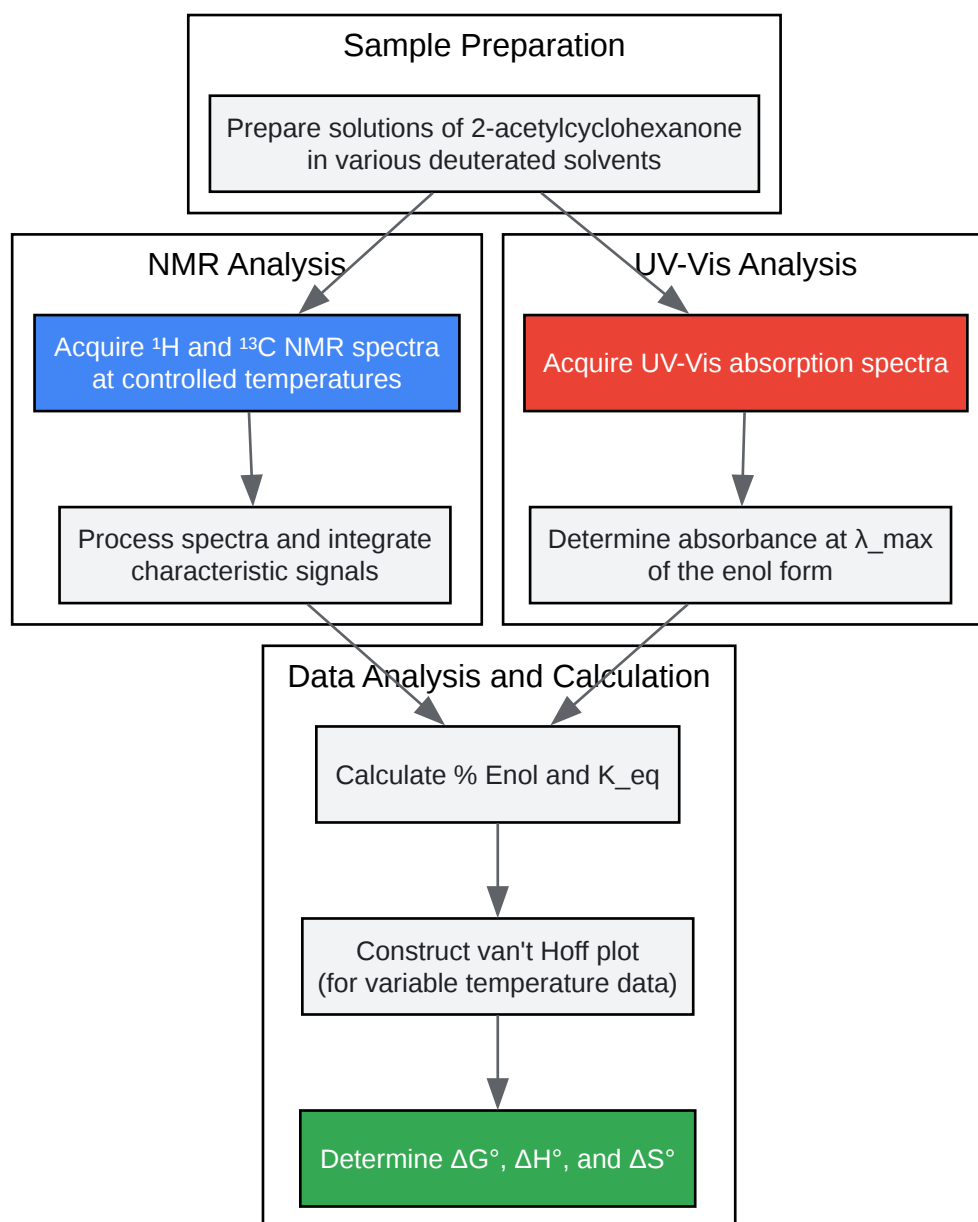 Sample Preparation
Prepare solutions of 2-acetylcyclohexanone
in various deuterated solvents
NMR Analysis
Acquire ¹H and ¹³C NMR spectra
at controlled temperatures
Process spectra and integrate
characteristic signals
UV-Vis Analysis
Acquire UV-Vis absorption spectra
Determine absorbance at λ_max
of the enol form
Data Analysis and Calculation
Calculate % Enol and K_eq
Construct van't Hoff plot
(for variable temperature data)
Determine ΔG°, ΔH°, and ΔS°